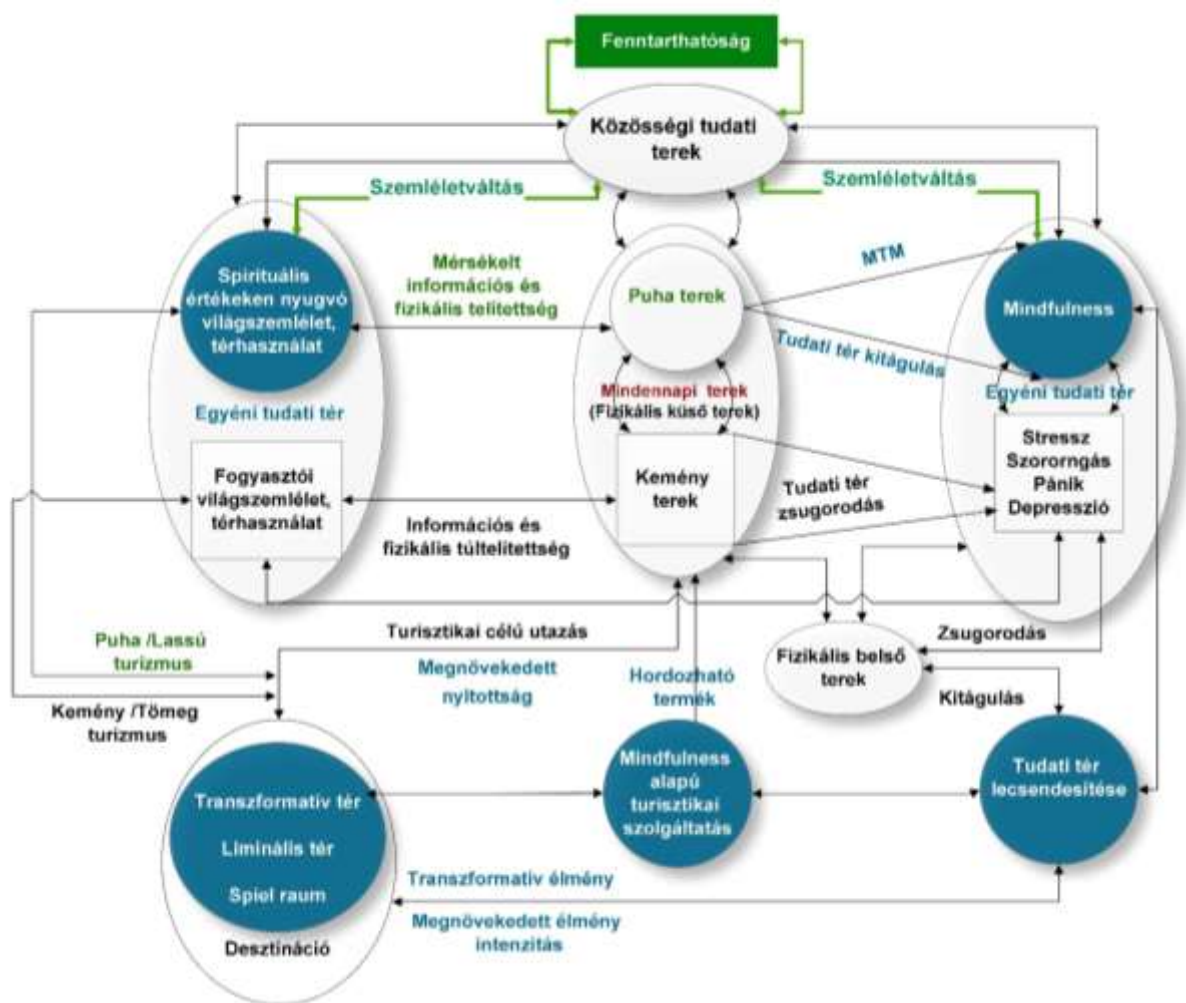 Fenntarthatóság
Közösségi tudati
terek
Szemléletváltás
Szemléletváltás
Spirituális
értékeken nyugvó
világszemlélet,
térhasználat
Mérsékelt
információs és
fizikális telitettség
Puha terek
MTM
Tudati tér kitágulás
Mindfulness
Egyéni tudati tér
Mindennapi terek
(Fizikális küső terek)
Egyéni tudati tér
Fogyasztói
világszemlélet,
térhasználat
Információs és
fizikális túltelitettség
Kemény
terek
Tudati tér
zsugorodás
Stressz
Szororngás
Pánik
Depresszió
Puha /Lassú
turizmus
Kemény /Tömeg
turizmus
Turisztikai célú utazás
Megnövekedett
nyitottság
Hordozható
termék
Fizikális belső
terek
Zsugorodás
Kitágulás
Transzformatív tér
Liminális tér
Spiel raum
Desztináció
Mindfulness
alapú
turisztikai
szolgáltatás
Tudati tér
lecsendesítése
Transzformatív élmény
Megnövekedett élmény
intenzitás